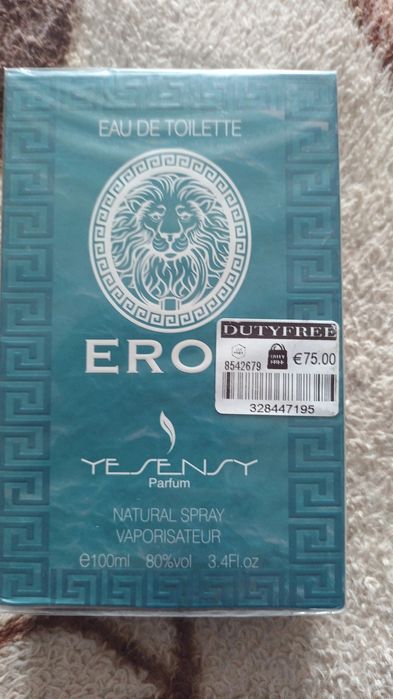 EAU DE TOILETTE
ERO
DUTYFREE
€75.00
8542679
328447195
YESENSY
Parfum
NATURAL SPRAY
VAPORISATEUR
e100ml 80%vol 3.4Fl.oz